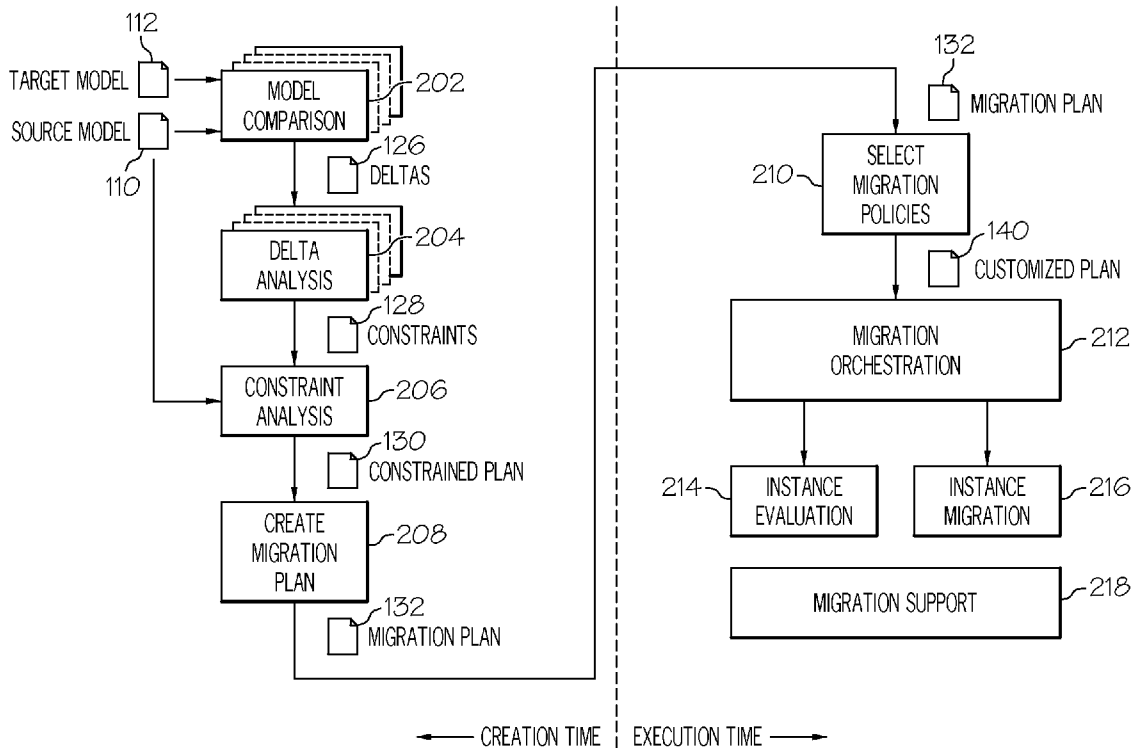 112
TARGET MODEL
SOURCE MODEL
110
MODEL
COMPARISON
202
126
DELTAS
DELTA
ANALYSIS
204
128
CONSTRAINTS
CONSTRAINT
ANALYSIS
206
130
CONSTRAINED PLAN
CREATE
MIGRATION
PLAN
208
132
MIGRATION PLAN
132
MIGRATION PLAN
210
SELECT
MIGRATION
POLICIES
140
CUSTOMIZED PLAN
MIGRATION
ORCHESTRATION
212
214
INSTANCE
EVALUATION
INSTANCE
MIGRATION
216
MIGRATION SUPPORT
218
CREATION TIME
EXECUTION TIME